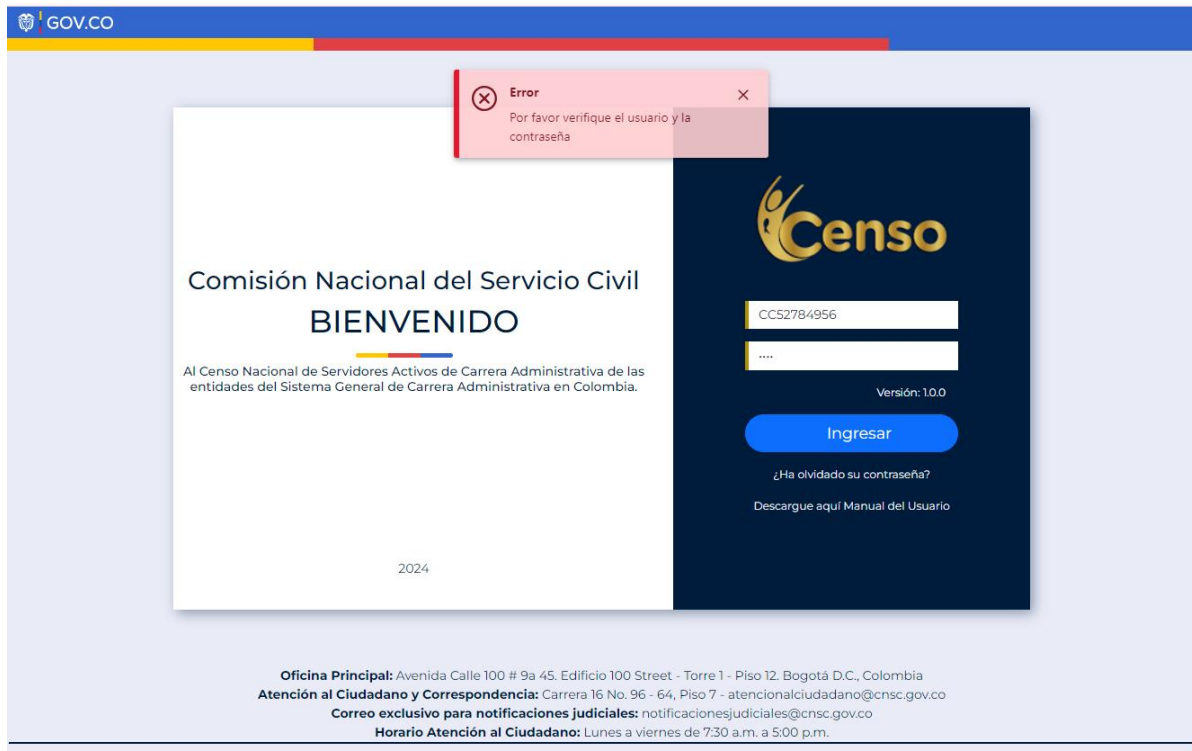 GOV.CO
Error
Por favor verifique el usuario y la
contraseña
Censo
Comisión Nacional del Servicio Civil
BIENVENIDO
Al Censo Nacional de Servidores Activos de Carrera Administrativa de las
entidades del Sistema General de Carrera Administrativa en Colombia.
2024
CC52784956
....
Versión: 1.0.0
Ingresar
¿Ha olvidado su contraseña?
Descargue aquí Manual del Usuario
Oficina Principal: Avenida Calle 100 # 9a 45. Edificio 100 Street - Torre 1 - Piso 12. Bogotá D.C., Colombia
Atención al Ciudadano y Correspondencia: Carrera 16 No. 96 - 64, Piso 7 - atencionalciudadano@cnsc.gov.co
Correo exclusivo para notificaciones judiciales: notificacionesjudiciales@cnsc.gov.co
Horario Atención al Ciudadano: Lunes a viernes de 7:30 a.m. a 5:00 p.m.